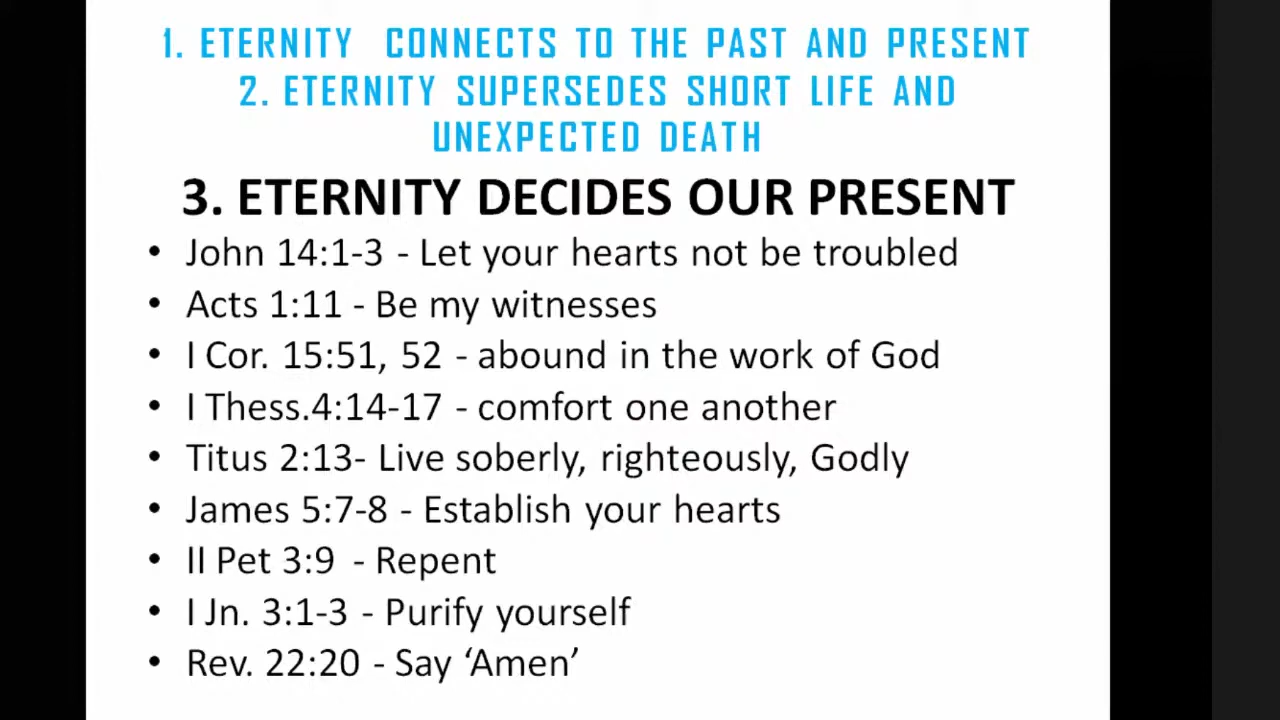 1. ETERNITY CONNECTS TO THE PAST AND PRESENT
2. ETERNITY SUPERSEDES SHORT LIFE AND
UNEXPECTED DEATH
3. ETERNITY DECIDES OUR PRESENT
• John 14:1-3 - Let your hearts not be troubled
• Acts 1:11 - Be my witnesses
• I Cor. 15:51, 52 - abound in the work of God
• I Thess.4:14-17 - comfort one another
• Titus 2:13- Live soberly, righteously, Godly
• James 5:7-8 - Establish your hearts
• II Pet 3:9 - Repent
• I Jn. 3:1-3 - Purify yourself
• Rev. 22:20 - Say ‘Amen’